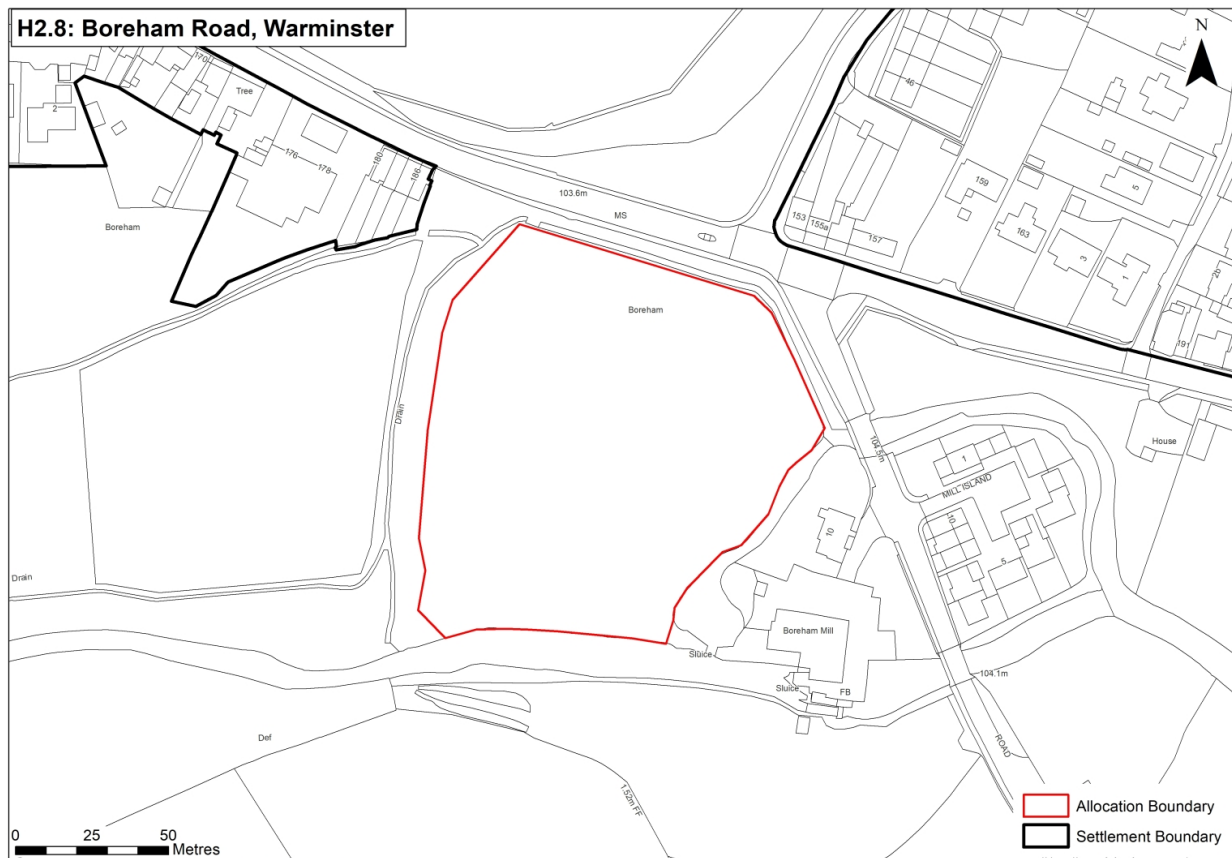 H2.8: Boreham Road, Warminster
N
170
46
Tree
2
176
178
180
186
103.6m
MS
153
155a
157
159
163
5
3
1
2b
191
Boreham
Boreham
Drain
104.5m
House
1
MILL ISLAND
10
10
5
Drain
Boreham Mill
Sluice
Sluice
FB
104.1m
Def
ROAD
1.52m FF
Allocation Boundary
Settlement Boundary
0 25 50
Metres